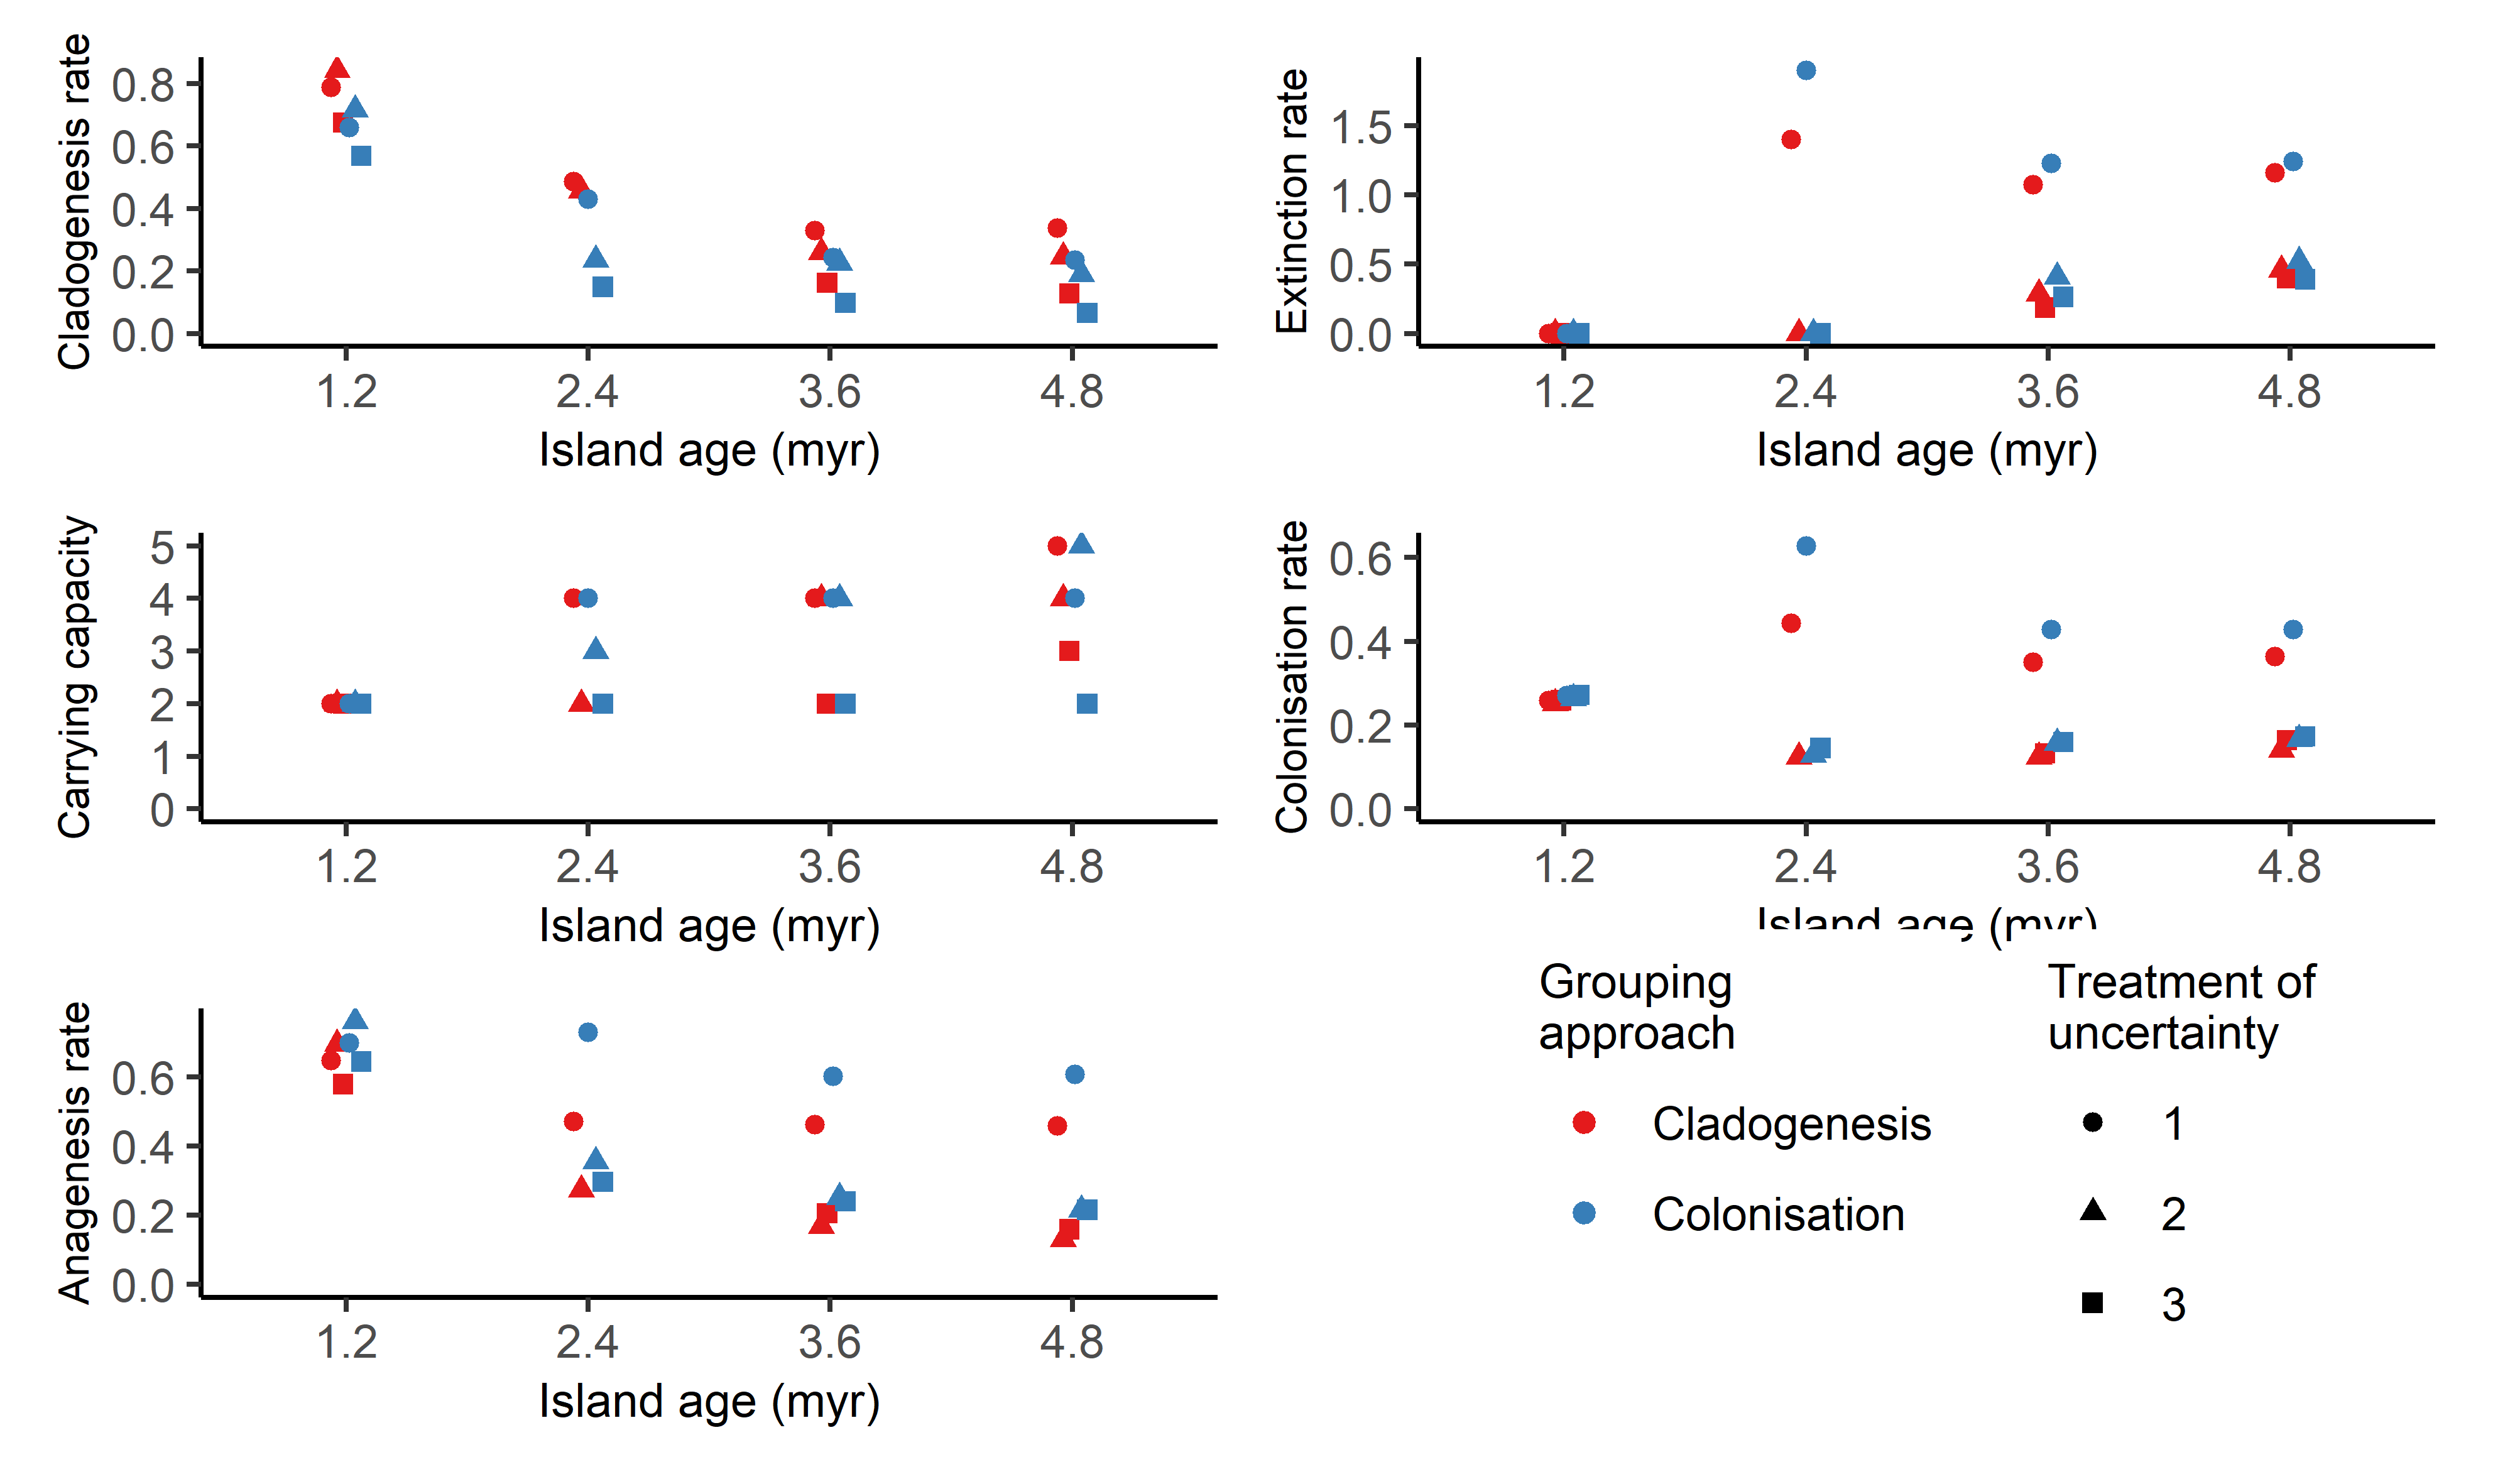 Cladogenesis rate
0.8
0.6
0.4
0.2
0.0
1.2 2.4 3.6 4.8
Island age (myr)
Extinction rate
1.5
1.0
0.5
0.0
1.2 2.4 3.6 4.8
Island age (myr)
Carrying capacity
5
4
3
2
1
0
1.2 2.4 3.6 4.8
Island age (myr)
Colonisation rate
0.6
0.4
0.2
0.0
1.2 2.4 3.6 4.8
Island age (myr)
Anagenesis rate
0.6
0.4
0.2
0.0
1.2 2.4 3.6 4.8
Island age (myr)
Grouping
approach
Cladogenesis
Colonisation
Treatment of
uncertainty
1
2
3